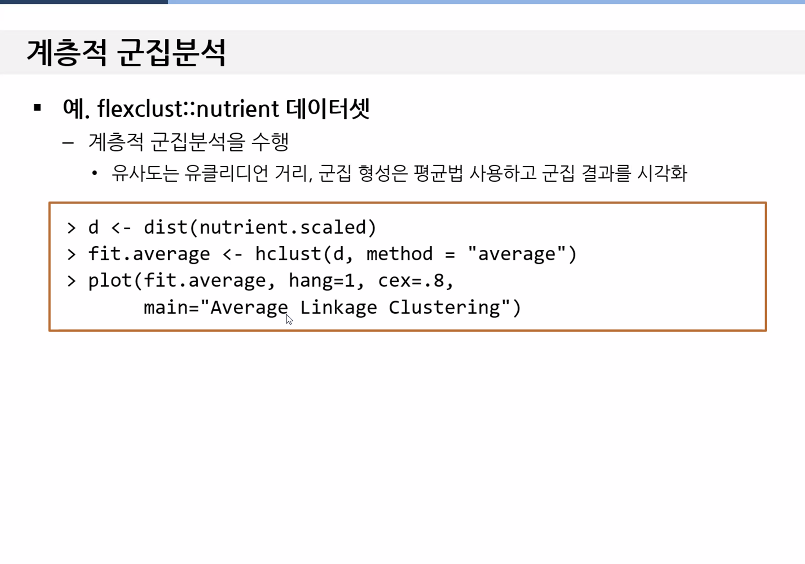 계층적 군집분석
▪ 예. flexclust::nutrient 데이터셋
– 계층적 군집분석을 수행
• 유사도는 유클리디언 거리, 군집 형성은 평균법 사용하고 군집 결과를 시각화
> d <- dist(nutrient.scaled)
> fit.average <- hclust(d, method = "average")
> plot(fit.average, hang=1, cex=.8,
main="Average Linkage Clustering")